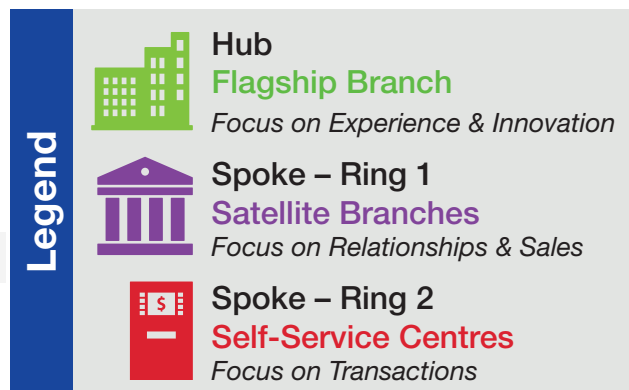 Legend
Hub
Flagship Branch
Focus on Experience & Innovation
Spoke – Ring 1
Satellite Branches
Focus on Relationships & Sales
$
Spoke – Ring 2
Self-Service Centres
Focus on Transactions